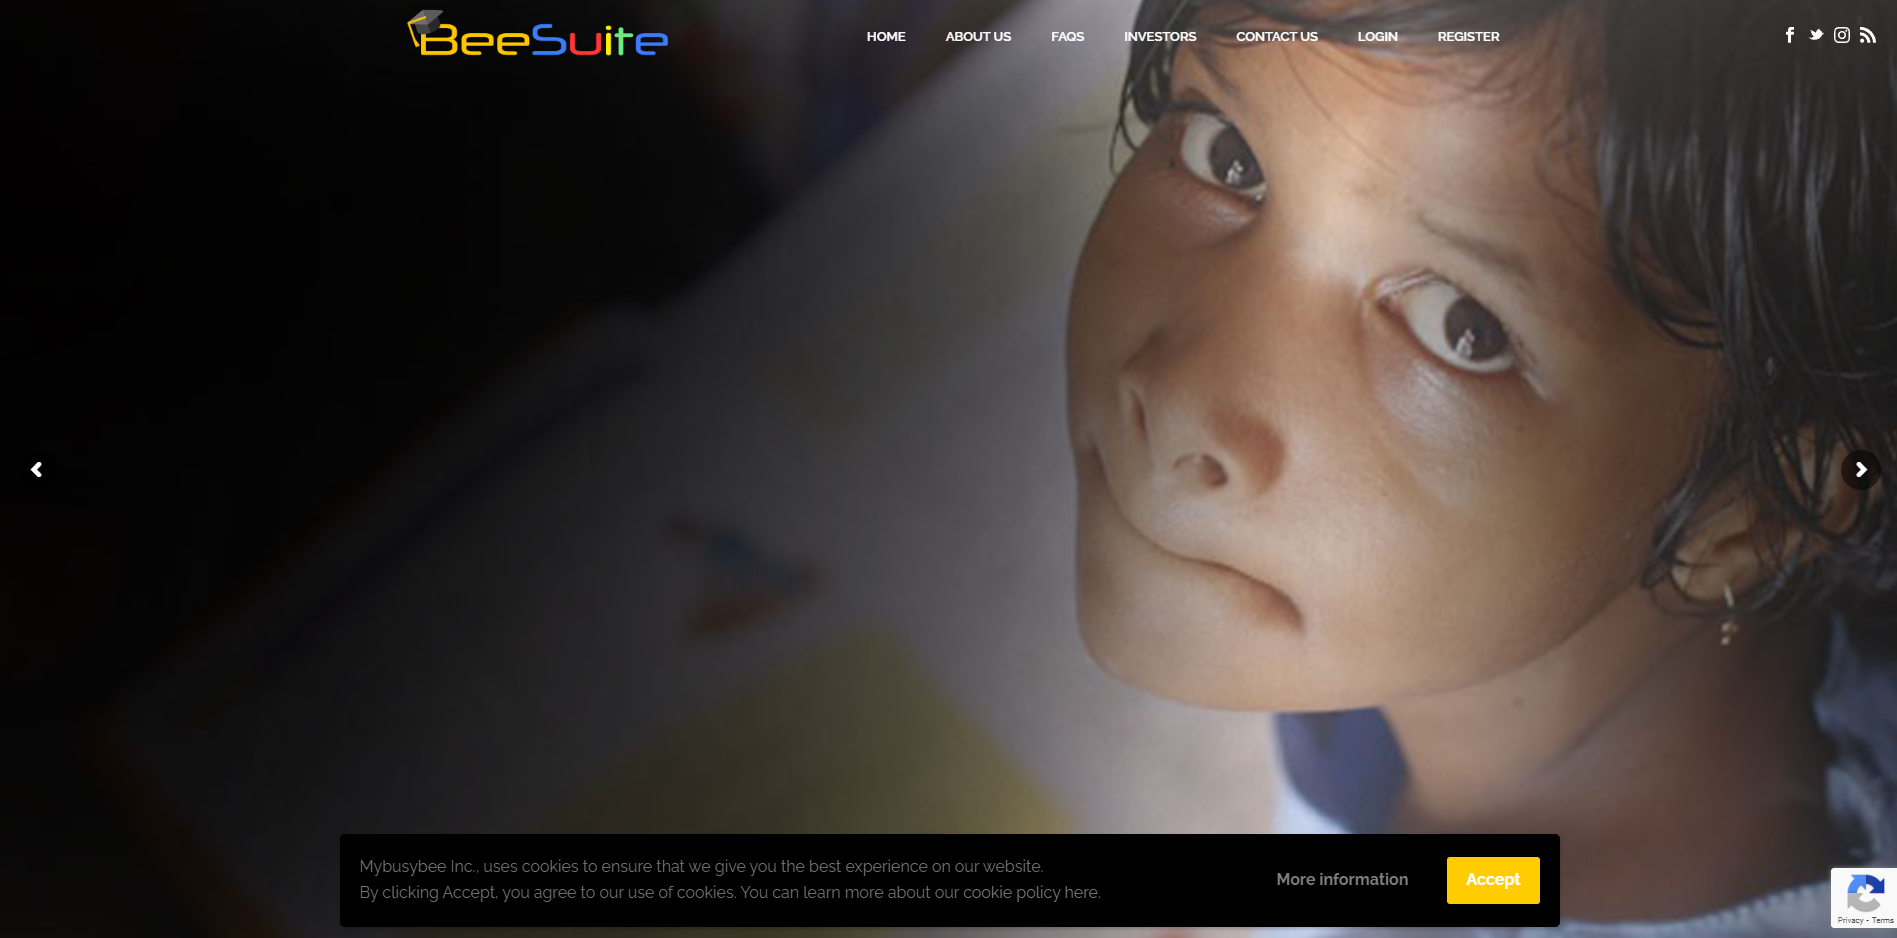 BeeSuite
HOME
ABOUT US
FAQS
INVESTORS
CONTACT US
LOGIN
REGISTER
Mybusybee Inc., uses cookies to ensure that we give you the best experience on our website.
By clicking Accept, you agree to our use of cookies. You can learn more about our cookie policy here.
More information
Accept
Privacy - Terms